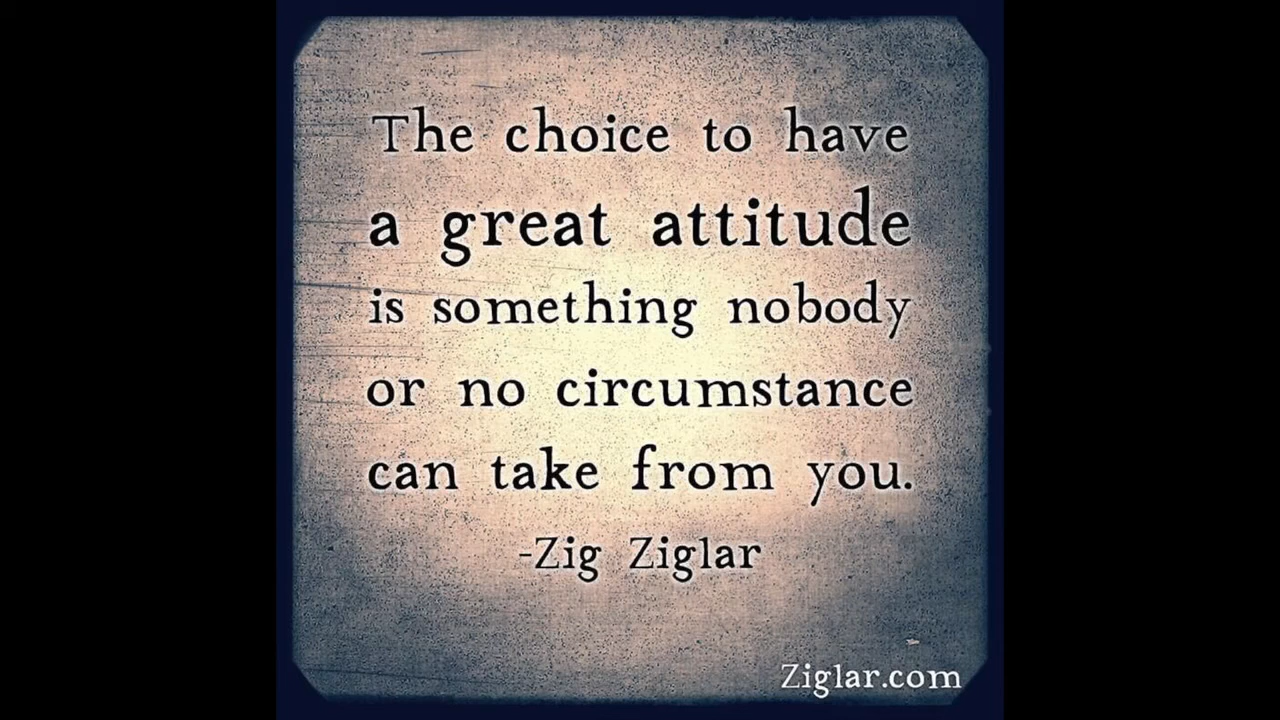 The choice to have
a great attitude
is something nobody
or no circumstance
can take from you.
-Zig Ziglar
Ziglar.com